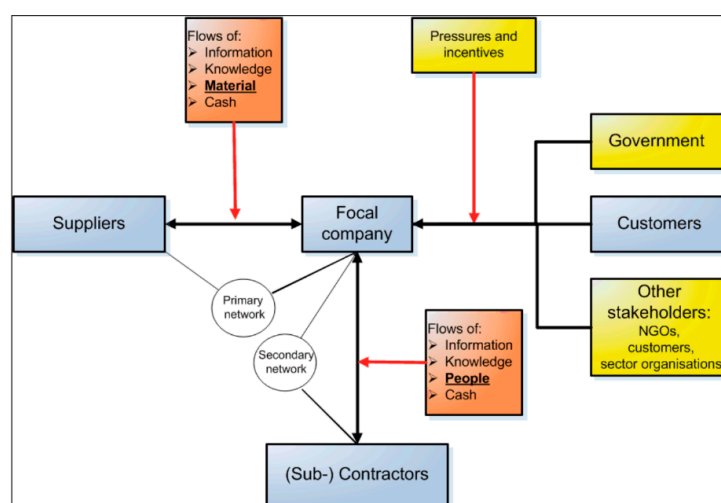 Flows of:
➢ Information
➢ Knowledge
➢ Material
➢ Cash
Pressures and
incentives
Government
Suppliers
Focal
company
Customers
Primary
network
Secondary
network
Flows of:
➢ Information
➢ Knowledge
➢ People
➢ Cash
Other
stakeholders:
NGOs,
customers,
sector organisations
(Sub-) Contractors